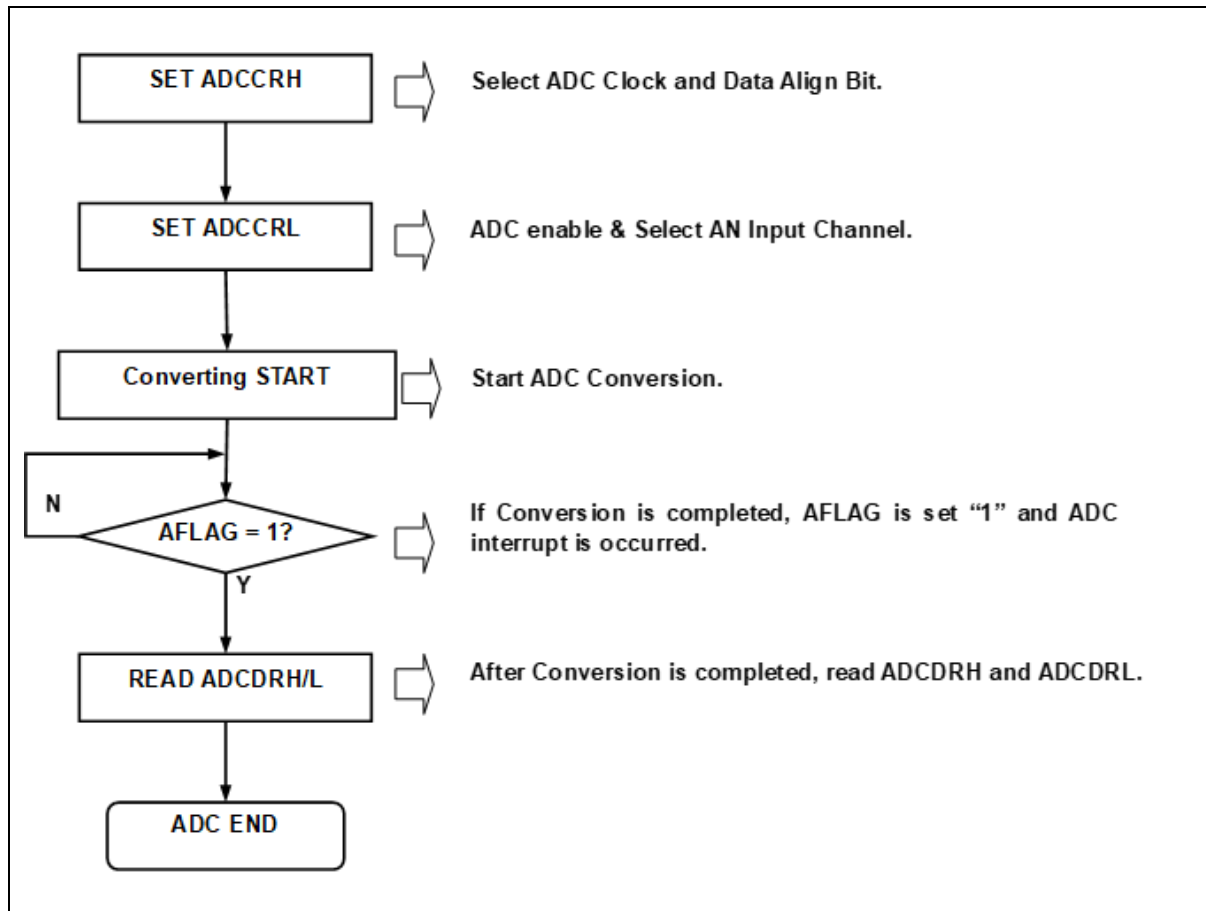 SET ADCCRH
Select ADC Clock and Data Align Bit.
SET ADCCRL
ADC enable & Select AN Input Channel.
Converting START
Start ADC Conversion.
N
AFLAG = 1?
If Conversion is completed, AFLAG is set “1” and ADC
interrupt is occurred.
Y
READ ADCDRH/L
After Conversion is completed, read ADCDRH and ADCDRL.
ADC END